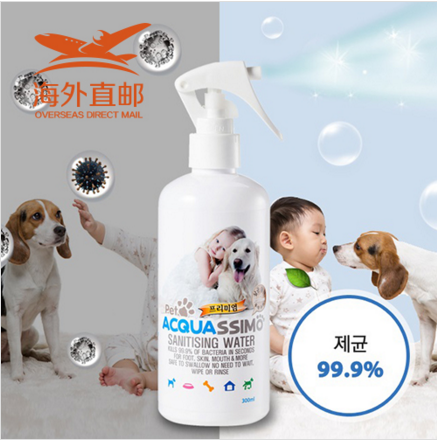 海外直邮
OVERSEAS DIRECT MAIL
Pet
프리미엄
ACQUASSIMO
SANITISING WATER
KILLS 99.9% OF BACTERIA IN SECONDS
FOR FOOT, SKIN, MOUTH & MORE
SAFE TO SWALLOW NO NEED TO WAIT,
WIPE OR RINSE
300ml
제균
99.9%